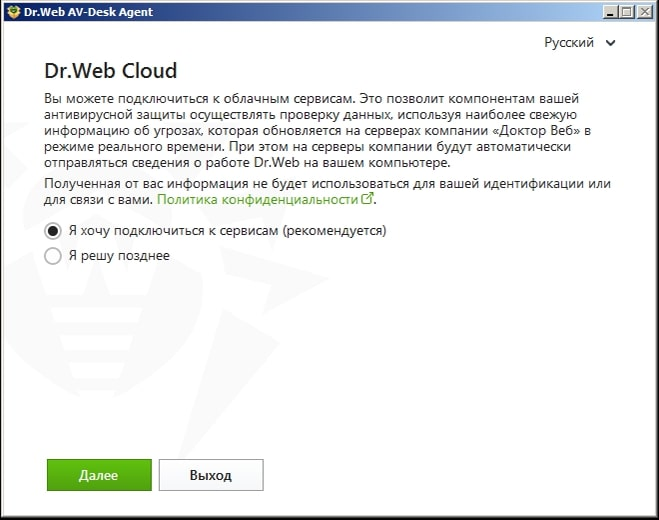 Dr.Web AV-Desk Agent
Русский
Dr.Web Cloud
Вы можете подключиться к облачным сервисам. Это позволит компонентам вашей
антивирусной защиты осуществлять проверку данных, используя наиболее свежую
информацию об угрозах, которая обновляется на серверах компании «Доктор Веб» в
режиме реального времени. При этом на серверы компании будут автоматически
отправляться сведения о работе Dr.Web на вашем компьютере.
Полученная от вас информация не будет использоваться для вашей идентификации или
для связи с вами. Политика конфиденциальности.
Я хочу подключиться к сервисам (рекомендуется)
Я решу позднее
Далее
Выход